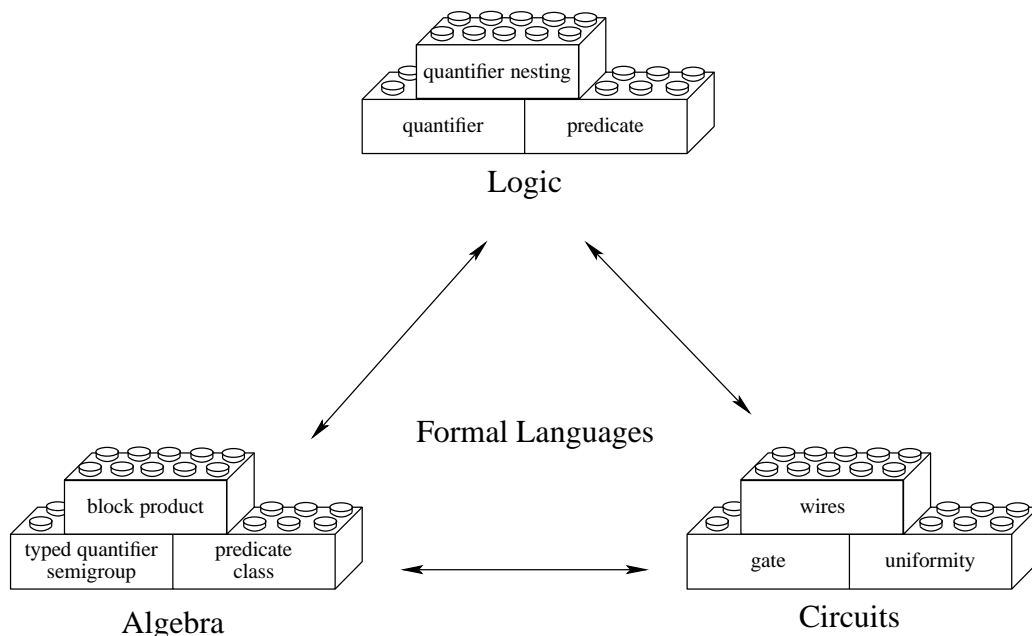 quantifier nesting
quantifier
predicate
Logic
Formal Languages
block product
typed quantifier
semigroup
predicate
class
Algebra
wires
gate
uniformity
Circuits